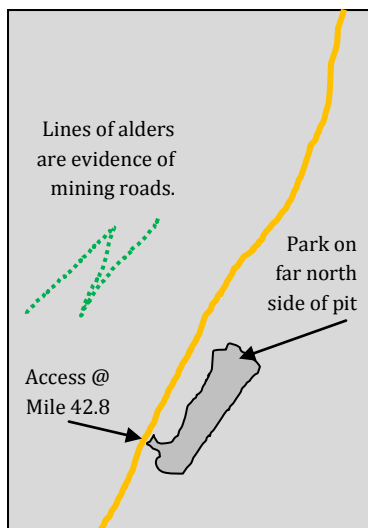 Lines of alders
are evidence of
mining roads.
Park on
far north
side of pit
Access @
Mile 42.8